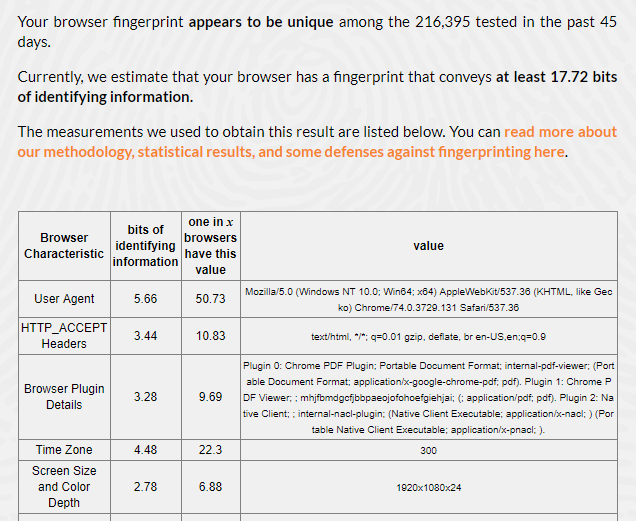 Your browser fingerprint appears to be unique among the 216,395 tested in the past 45
days.
Currently, we estimate that your browser has a fingerprint that conveys at least 17.72 bits
of identifying information.
The measurements we used to obtain this result are listed below. You can read more about
our methodology, statistical results, and some defenses against fingerprinting here.
Browser
Characteristic
bits of
identifying
information
one in x
browsers
have this
value
value
User Agent
5.66
50.73
Mozilla/5.0 (Windows NT 10.0; Win64; x64) AppleWebKit/537.36 (KHTML, like Gec
ko) Chrome/74.0.3729.131 Safari/537.36
HTTP_ACCEPT
Headers
3.44
10.83
text/html, */*; q=0.01 gzip, deflate, br en-US,en;q=0.9
Browser Plugin
Details
3.28
9.69
Plugin 0: Chrome PDF Plugin; Portable Document Format; internal-pdf-viewer; (Port
able Document Format; application/x-google-chrome-pdf; pdf). Plugin 1: Chrome P
DF Viewer; ; mhjfbmdgcfjbbpaeojofohoefgiehjai; (; application/pdf; pdf). Plugin 2: Na
tive Client; ; internal-nacl-plugin; (Native Client Executable; application/x-nacl; ) (Por
table Native Client Executable; application/x-pnacl; ).
Time Zone
4.48
22.3
300
Screen Size
and Color
Depth
2.78
6.88
1920x1080x24